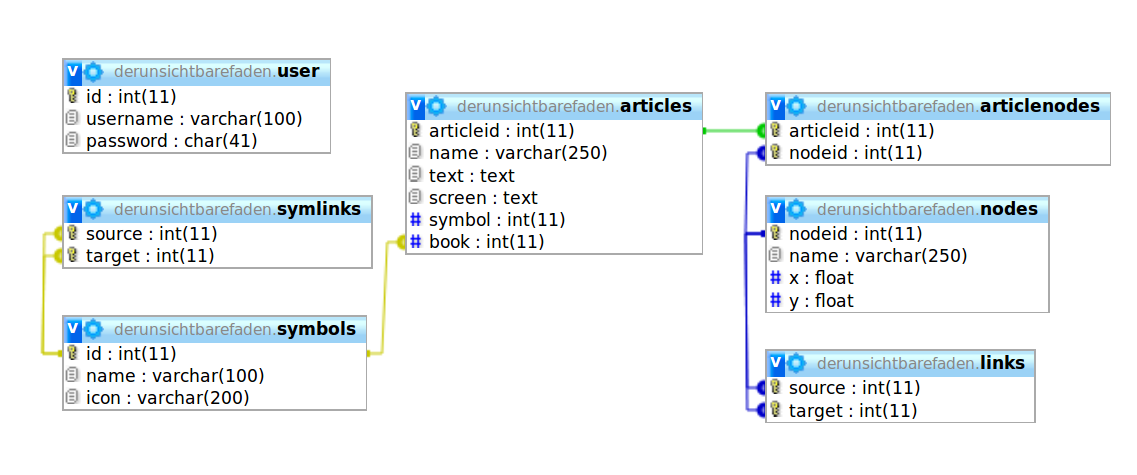 v derunsichtbarefaden.user
id : int(11)
username : varchar(100)
password : char(41)
v derunsichtbarefaden.symlinks
source : int(11)
target : int(11)
v derunsichtbarefaden.symbols
id : int(11)
name : varchar(100)
icon : varchar(200)
v derunsichtbarefaden.articles
articleid : int(11)
name : varchar(250)
text : text
screen : text
# symbol : int(11)
# book : int(11)
v derunsichtbarefaden.articlenodes
articleid : int(11)
nodeid : int(11)
v derunsichtbarefaden.nodes
nodeid : int(11)
name : varchar(250)
# x : float
# y : float
v derunsichtbarefaden.links
source : int(11)
target : int(11)